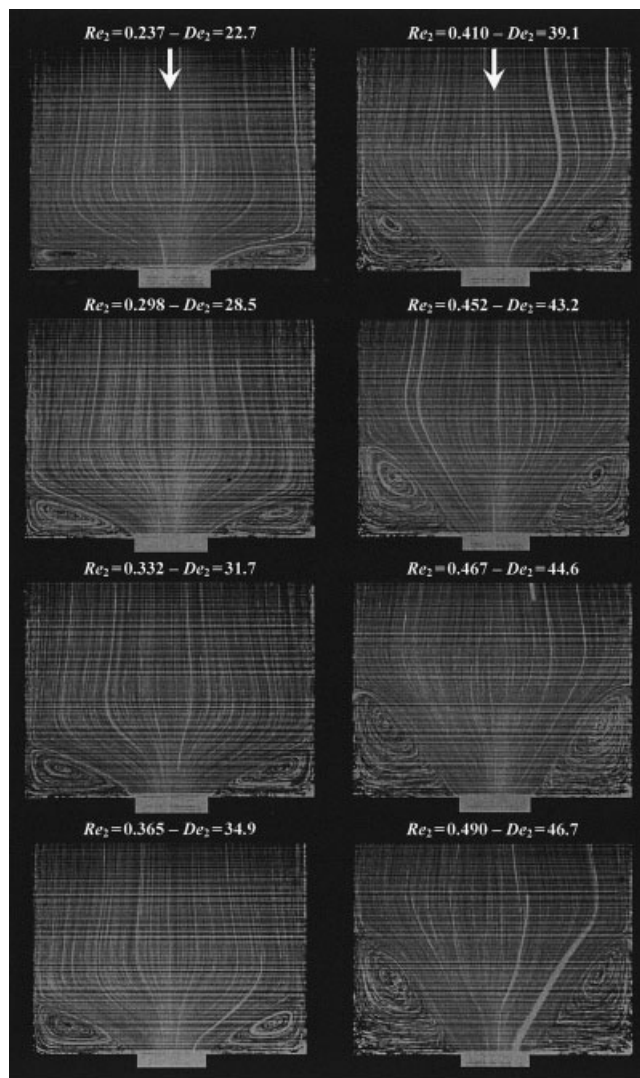 Re2=0.237 – De2=22.7
Re2=0.410 – De2=39.1
Re2=0.298 – De2=28.5
Re2=0.452 – De2=43.2
Re2=0.332 – De2=31.7
Re2=0.467 – De2=44.6
Re2=0.365 – De2=34.9
Re2=0.490 – De2=46.7